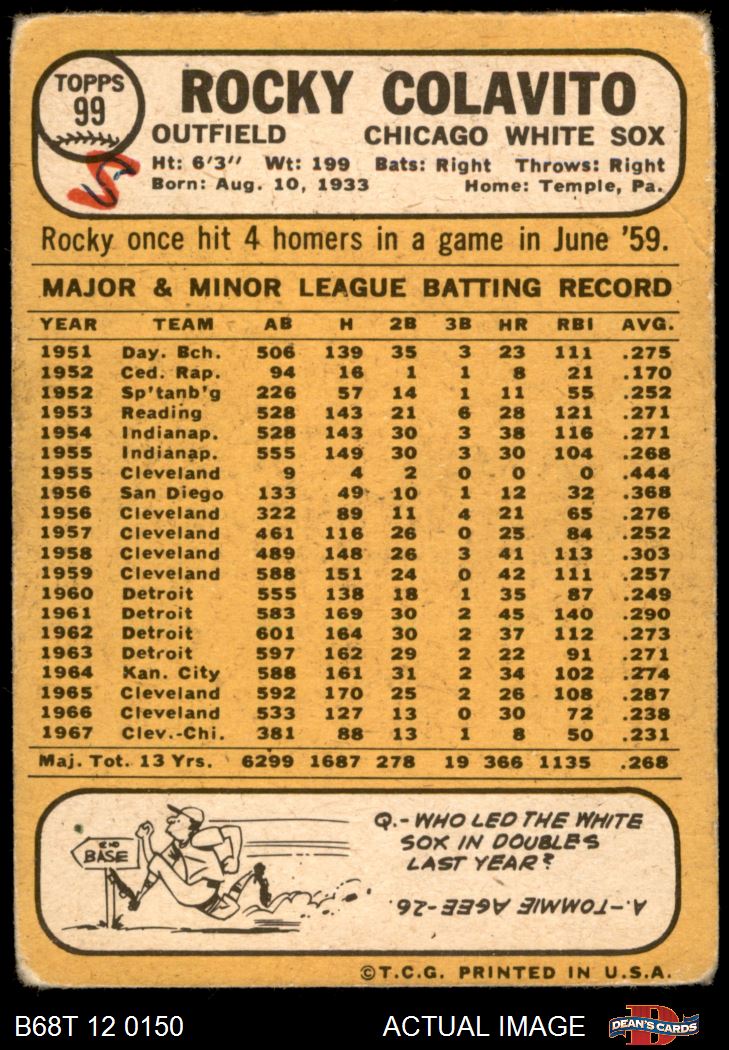 TOPPS
99
ROCKY COLAVITO
OUTFIELD CHICAGO WHITE SOX
Ht: 6'3" Wt: 199 Bats: Right Throws: Right
Born: Aug. 10, 1933 Home: Temple, Pa.
Rocky once hit 4 homers in a game in June '59.
MAJOR & MINOR LEAGUE BATTING RECORD
YEAR TEAM AB H 2B 3B HR RBI AVG.
1951 Day. Bch. 506 139 35 3 23 111 .275
1952 Ced. Rap. 94 16 1 1 8 21 .170
1952 Sp'tanb'g 226 57 14 1 11 55 .252
1953 Reading 528 143 21 6 28 121 .271
1954 Indianap. 528 143 30 3 38 116 .271
1955 Indianap. 555 149 30 3 30 104 .268
1955 Cleveland 9 4 2 0 0 0 .444
1956 San Diego 133 49 10 1 12 32 .368
1956 Cleveland 322 89 11 4 21 65 .276
1957 Cleveland 461 116 26 0 25 84 .252
1958 Cleveland 489 148 26 3 41 113 .303
1959 Cleveland 588 151 24 0 42 111 .257
1960 Detroit 555 138 18 1 35 87 .249
1961 Detroit 583 169 30 2 45 140 .290
1962 Detroit 601 164 30 2 37 112 .273
1963 Detroit 597 162 29 2 22 91 .271
1964 Kan. City 588 161 31 2 34 102 .274
1965 Cleveland 592 170 25 2 26 108 .287
1966 Cleveland 533 127 13 0 30 72 .238
1967 Clev.-Chi. 381 88 13 1 8 50 .231
Maj. Tot. 13 Yrs. 6299 1687 278 19 366 1135 .268
2ND
BASE
Q.-WHO LED THE WHITE
SOX IN DOUBLES
LAST YEAR?
A.-TOMMIE AGEE-26.
©T.C.G. PRINTED IN U.S.A.
B68T 12 0150 ACTUAL IMAGE DEAN'S CARDS